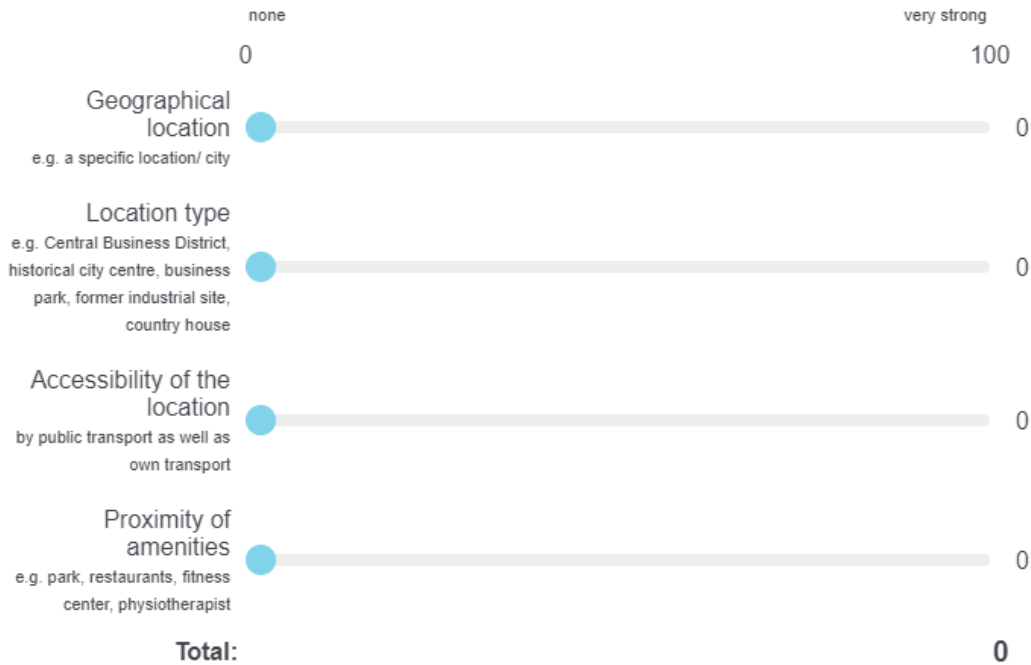 none very strong
0 100
Geographical
location
e.g. a specific location/ city
0
Location type
e.g. Central Business District,
historical city centre, business
park, former industrial site,
country house
0
Accessibility of the
location
by public transport as well as
own transport
0
Proximity of
amenities
e.g. park, restaurants, fitness
center, physiotherapist
0
Total: 0